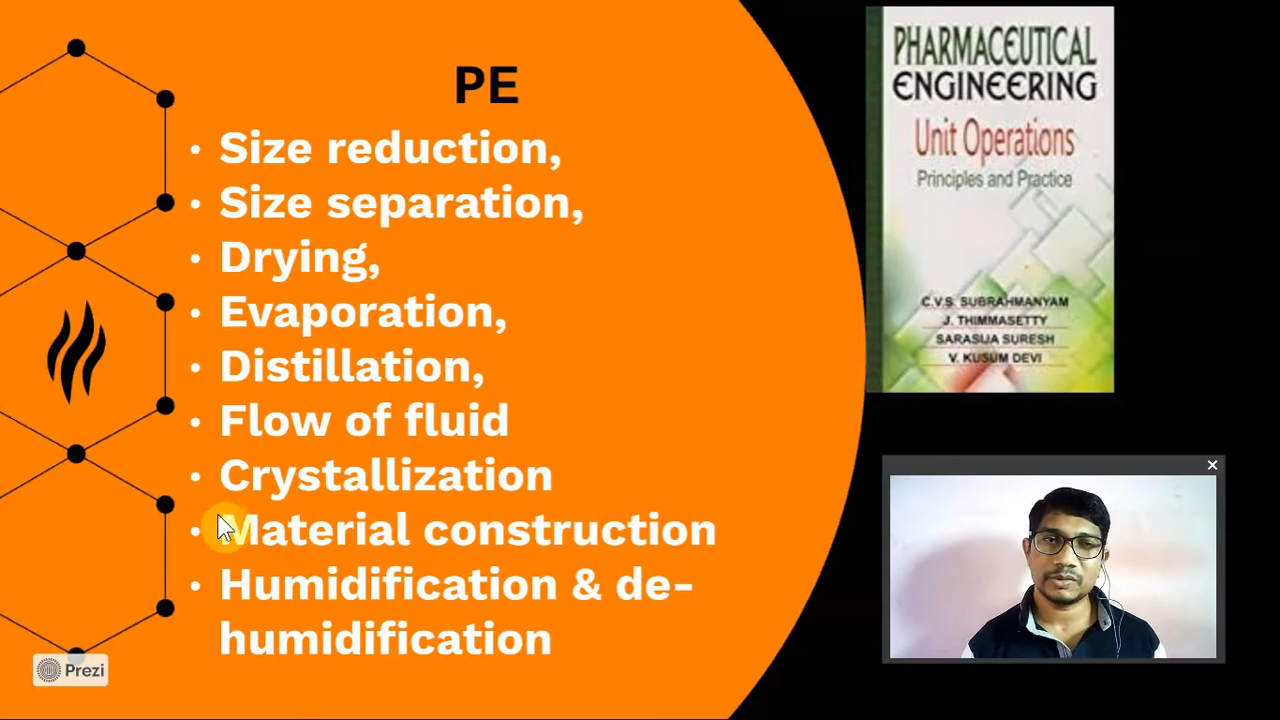 PE
• Size reduction,
• Size separation,
• Drying,
• Evaporation,
• Distillation,
• Flow of fluid
• Crystallization
• Material construction
• Humidification & de-
humidification
Prezi
PHARMACEUTICAL
ENGINEERING
Unit Operations
Principles and Practice
C.V.S. SUBRAHMANYAM
J. THIMMASETTY
SARASIJA SURESH
V. KUSUM DEVI